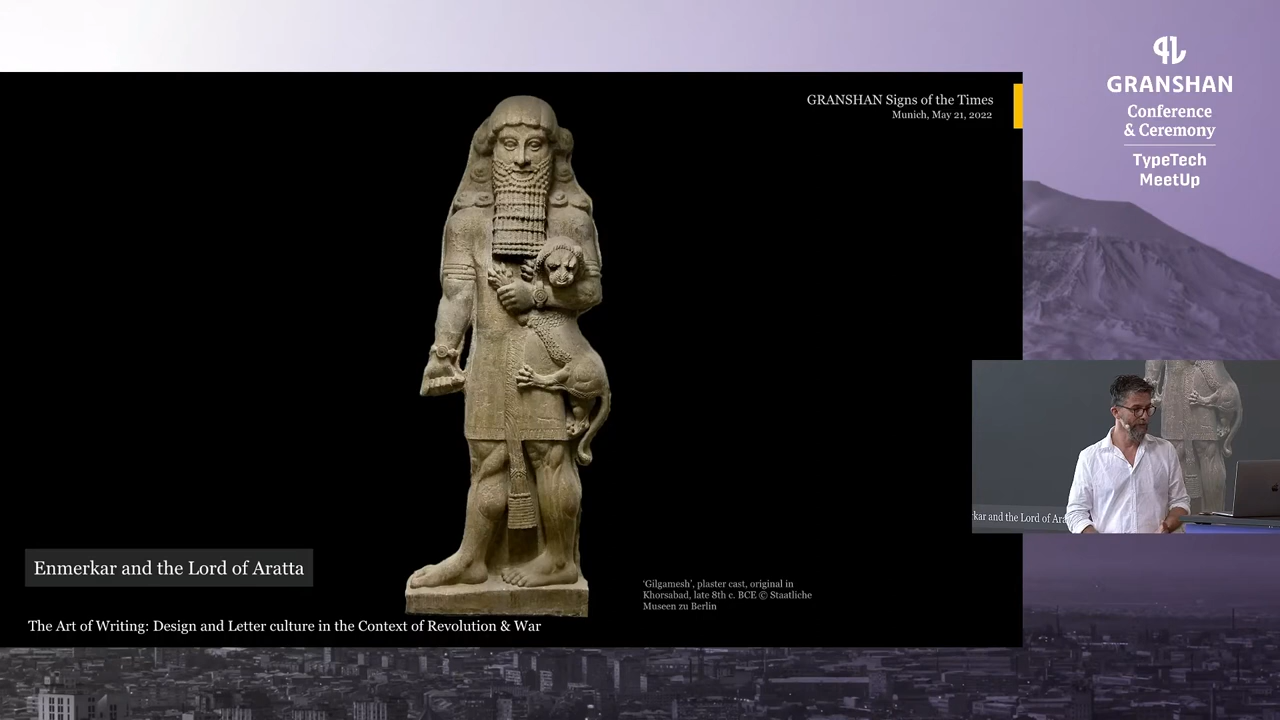 GRANSHAN
Conference
& Ceremony
TypeTech
MeetUp
GRANSHAN Signs of the Times
Munich, May 21, 2022
Enmerkar and the Lord of Aratta
'Gilgamesh', plaster cast, original in
Khorsabad, late 8th c. BCE © Staatliche
Museen zu Berlin
The Art of Writing: Design and Letter culture in the Context of Revolution & War
rkar and the Lord of Ara